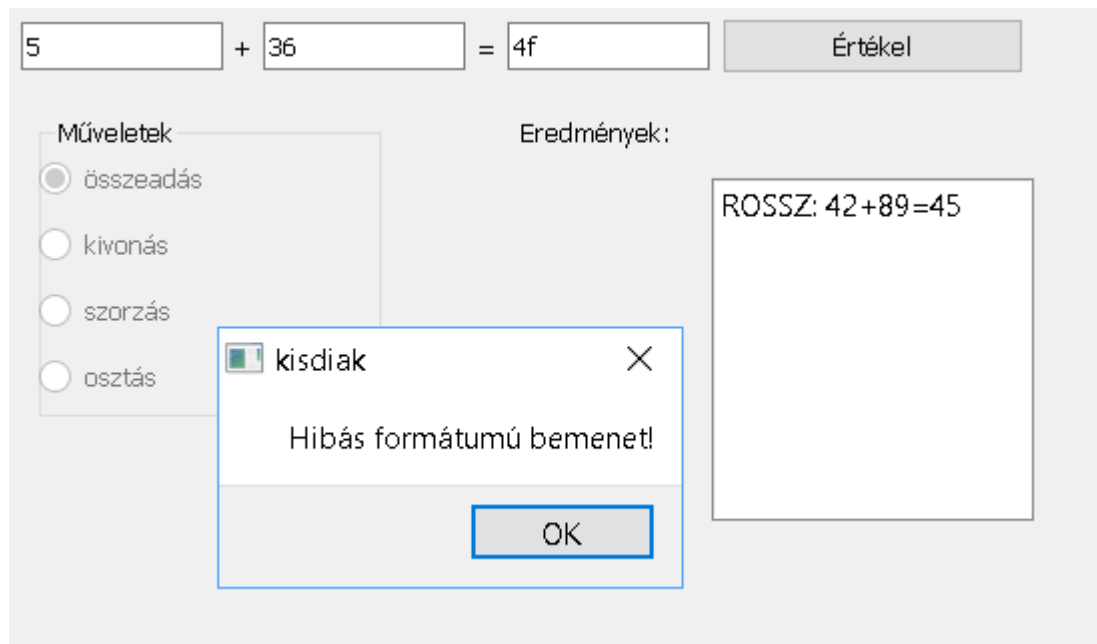 5 + 36 = 4f Értékel
Műveletek
összeadás
kivonás
szorzás
osztás
Eredmények:
ROSSZ: 42+89=45
kisdiak
Hibás formátumú bemenet!
OK